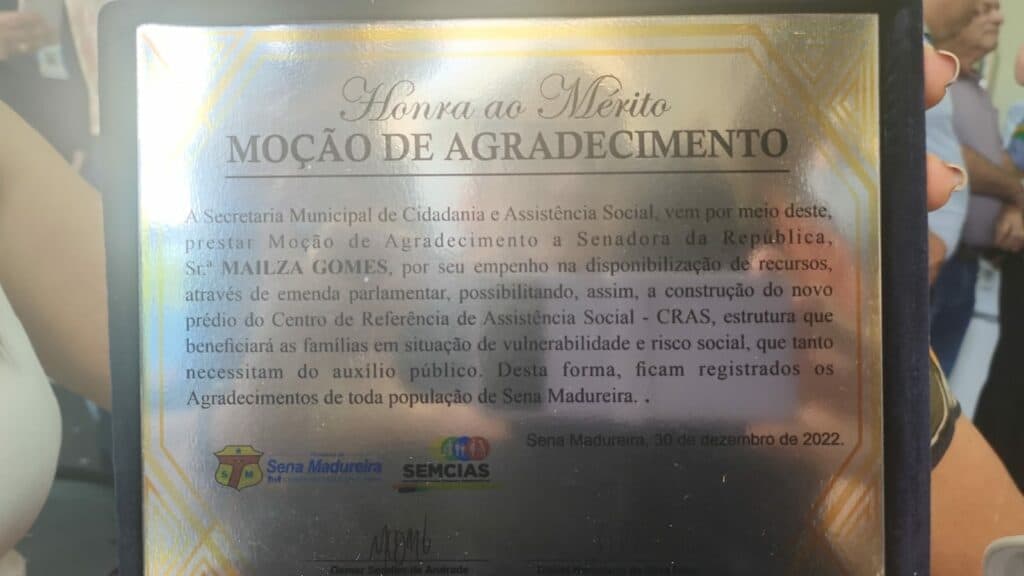 Honra ao Mérito
MOÇÃO DE AGRADECIMENTO
A Secretaria Municipal de Cidadania e Assistência Social, vem por meio deste,
prestar Moção de Agradecimento a Senadora da República,
Sr.ª MAILZA GOMES, por seu empenho na disponibilização de recursos,
através de emenda parlamentar, possibilitando, assim, a construção do novo
prédio do Centro de Referência de Assistência Social - CRAS, estrutura que
beneficiará as famílias em situação de vulnerabilidade e risco social, que tanto
necessitam do auxílio público. Desta forma, ficam registrados os
Agradecimentos de toda população de Sena Madureira. .
Sena Madureira, 30 de dezembro de 2022.
S M
Sena Madureira
SEMCIAS
de Andrade